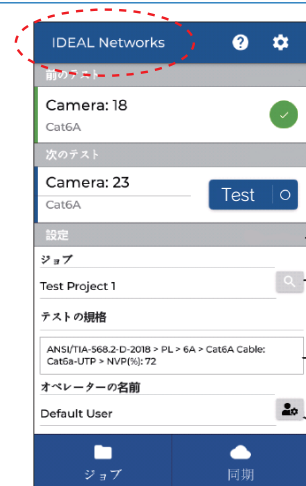 IDEAL Networks
前のテスト
Camera: 18
Cat6A
次のテスト
Camera: 23
Cat6A
Test
設定
ジョブ
Test Project 1
テストの規格
ANSI/TIA-568.2-D-2018 > PL > 6A > Cat6A Cable:
Cat6a-UTP > NVP(%): 72
オペレーターの名前
Default User
ジョブ
同期